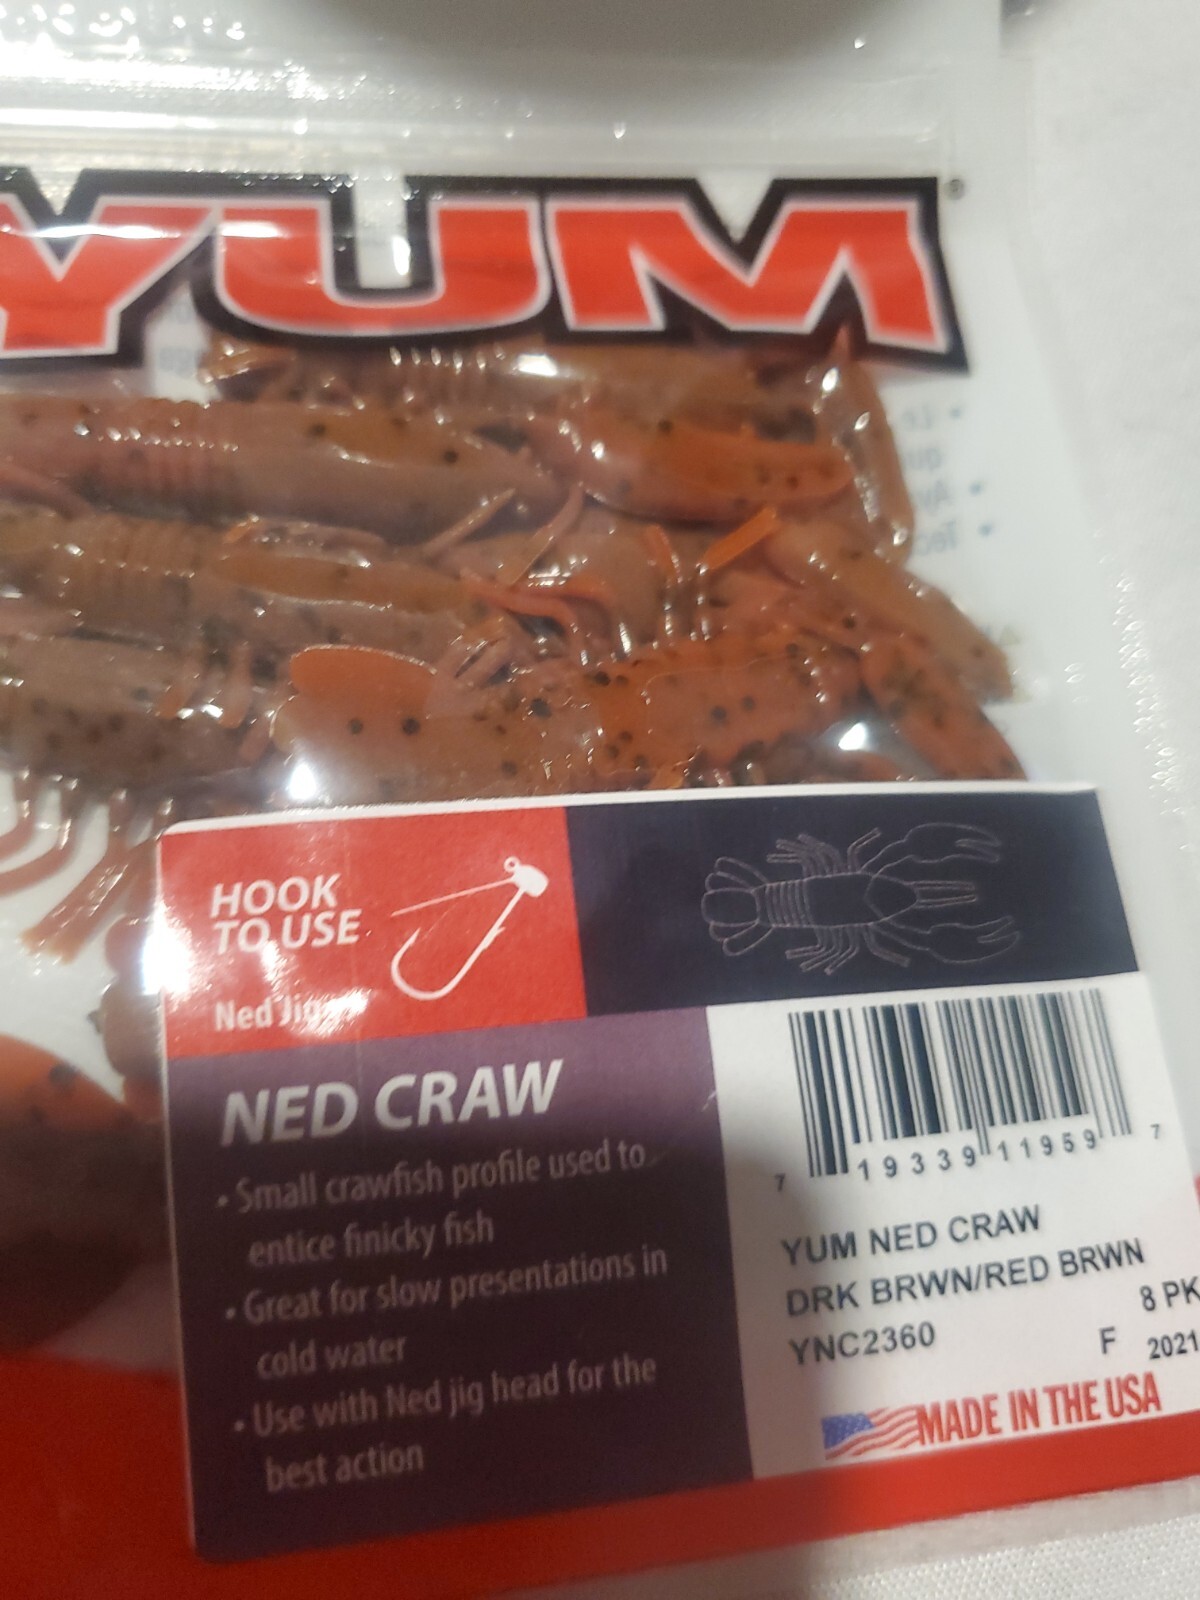 YUM
®
HOOK
TO USE
Ned Jig
NED CRAW
• Small crawfish profile used to
entice finicky fish
• Great for slow presentations in
cold water
• Use with Ned jig head for the
best action
7 19339 11959 7
YUM NED CRAW
DRK BRWN/RED BRWN
8 PK
YNC2360 F 2021
MADE IN THE USA